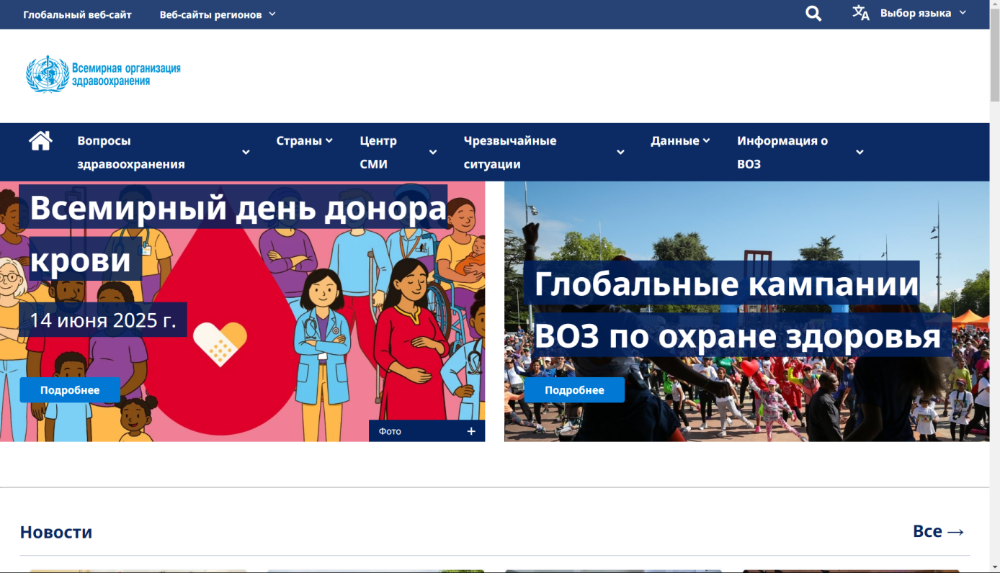 Глобальный веб-сайт
Веб-сайты регионов
Выбор языка
Всемирная организация
здравоохранения
Вопросы
здравоохранения
Страны
Центр
СМИ
Чрезвычайные
ситуации
Данные
Информация о
ВОЗ
Всемирный день донора
крови
14 июня 2025 г.
Подробнее
Фото
Глобальные кампании
ВОЗ по охране здоровья
Подробнее
Новости
Все →